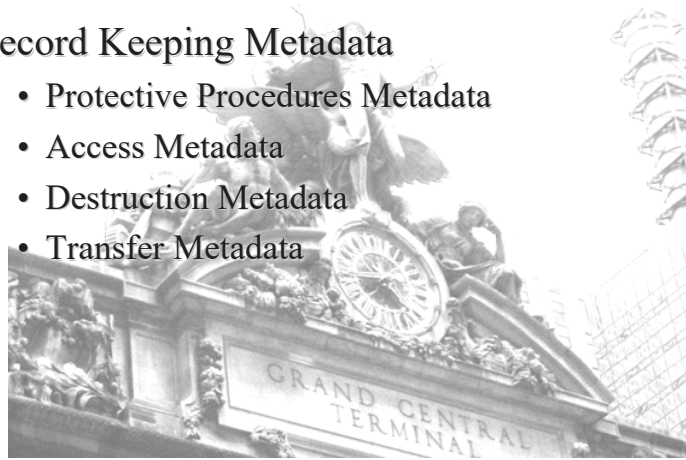 ecord Keeping Metadata
• Protective Procedures Metadata
• Access Metadata
• Destruction Metadata
• Transfer Metadata
GRAND CENTRAL
TERMINAL